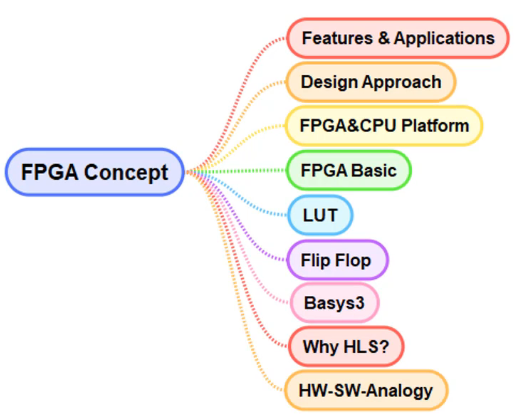 Features & Applications
Design Approach
FPGA&CPU Platform
FPGA Concept
FPGA Basic
LUT
Flip Flop
Basys3
Why HLS?
HW-SW-Analogy